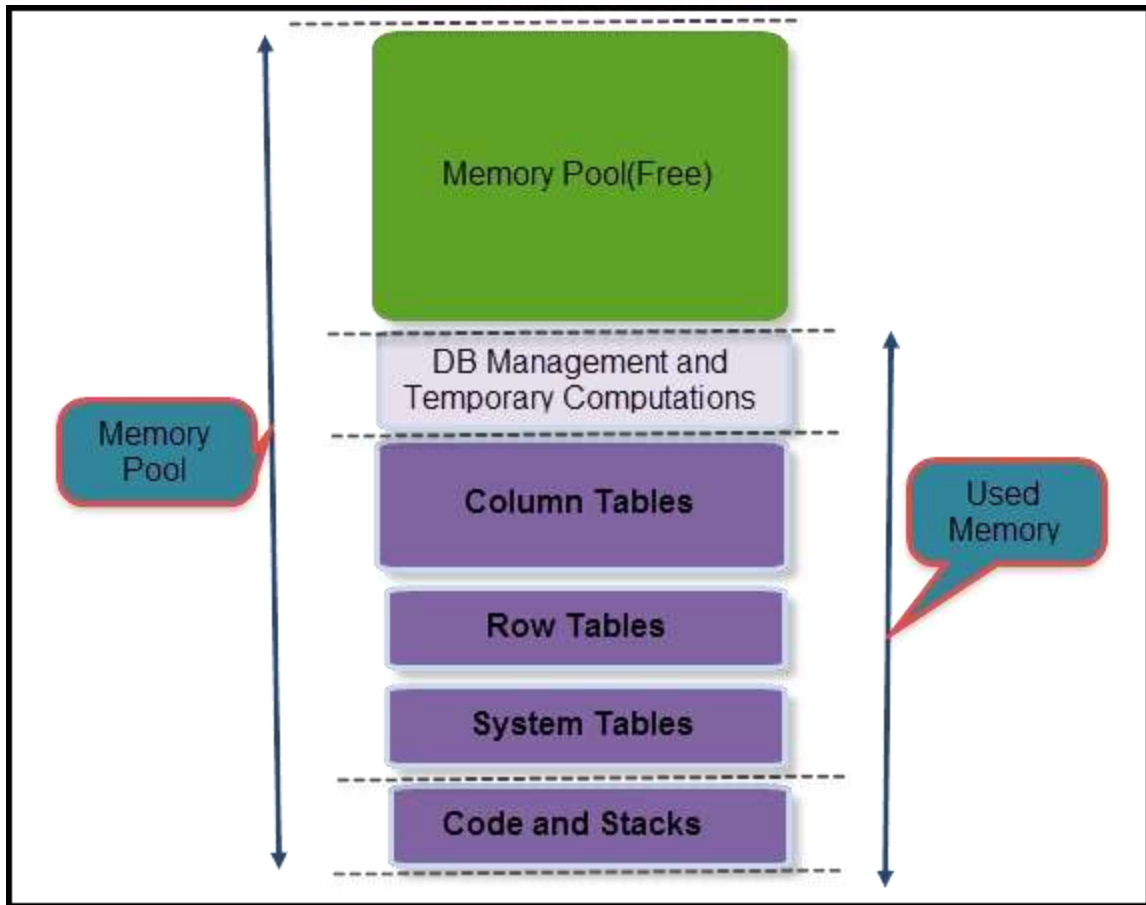 Memory Pool(Free)
DB Management and
Temporary Computations
Memory
Pool
Column Tables
Used
Memory
Row Tables
System Tables
Code and Stacks